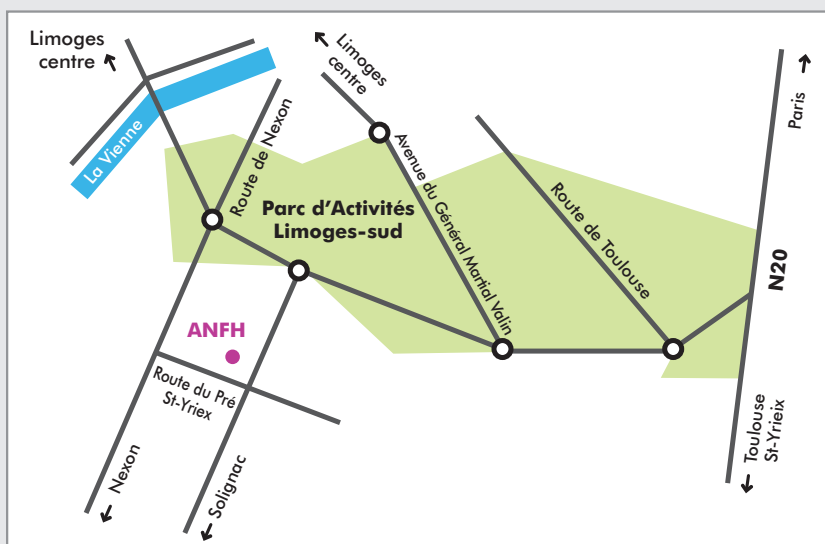 Limoges
centre
La Vienne
Route de Nexon
Limoges
centre
Avenue du Général Martial Valin
Parc d’Activités
Limoges-sud
Route de Toulouse
Paris
N20
ANFH
Route du Pré
St-Yriex
Nexon
Solignac
Toulouse
St-Yrieix